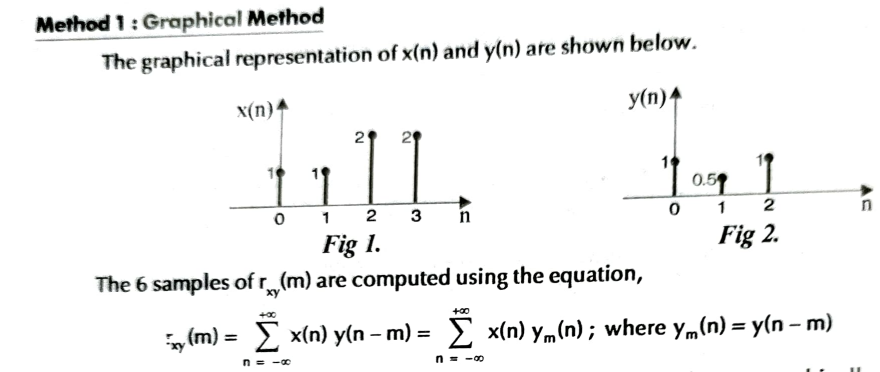 Method 1 : Graphical Method
The graphical representation of x(n) and y(n) are shown below.
x(n)
1 1 2 2
0 1 2 3 n
Fig 1.
y(n)
1 0.5 1
0 1 2 n
Fig 2.
The 6 samples of r_xy(m) are computed using the equation,
r_xy(m) = Σ_{n = -∞}^{+∞} x(n) y(n – m) = Σ_{n = -∞}^{+∞} x(n) y_m(n) ; where y_m(n) = y(n – m)